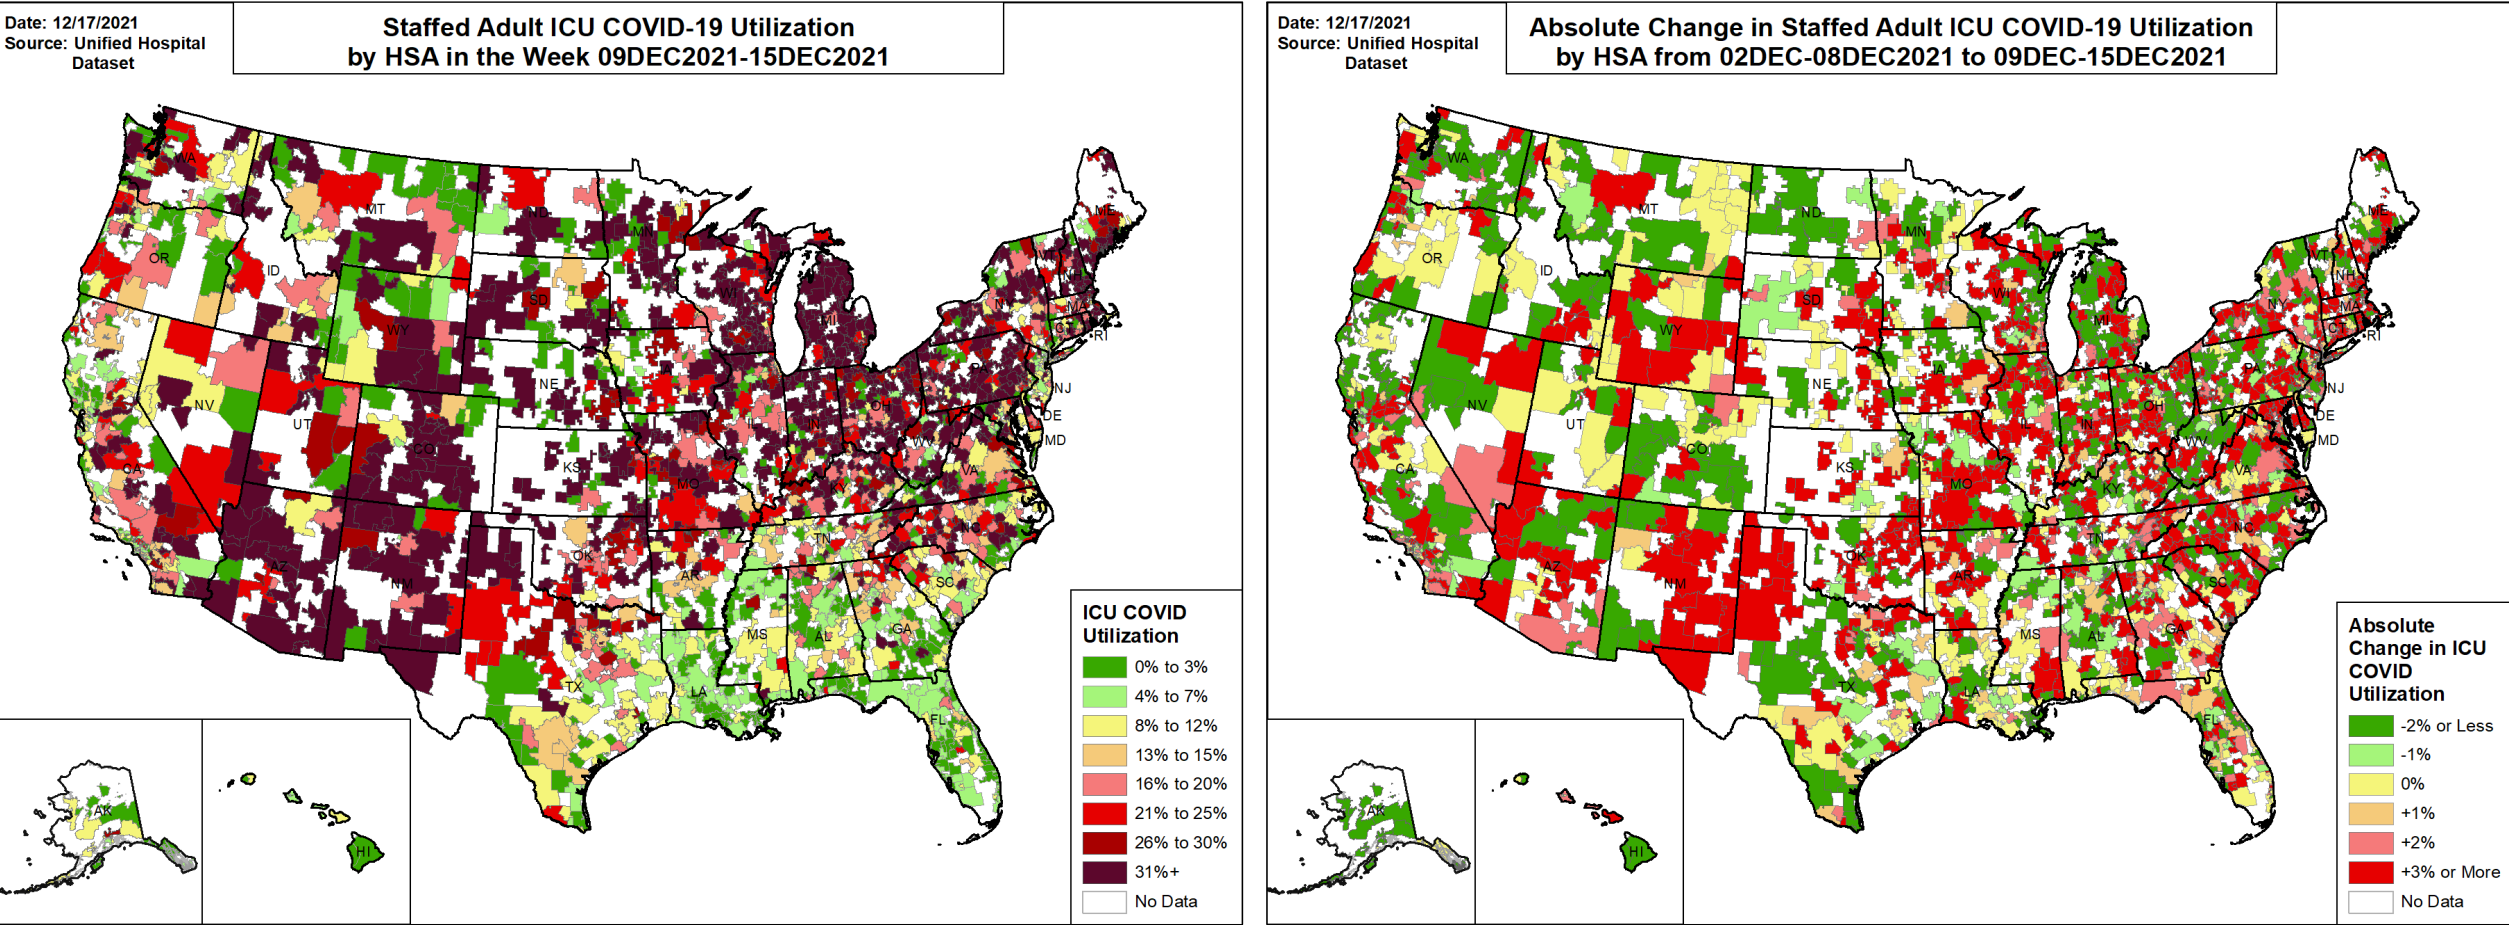 Date: 12/17/2021
Source: Unified Hospital
Dataset
Staffed Adult ICU COVID-19 Utilization
by HSA in the Week 09DEC2021-15DEC2021
WA
MT
ND
MN
ME
OR
ID
SD
WI
VT
NH
NY
MA
CT
RI
WY
MI
IA
PA
NJ
NE
NV
UT
CO
IL
IN
OH
DE
MD
WV
VA
CA
KS
MO
KY
NC
TN
OK
AR
AZ
NM
SC
MS
AL
GA
TX
LA
FL
AK
HI
ICU COVID
Utilization
0% to 3%
4% to 7%
8% to 12%
13% to 15%
16% to 20%
21% to 25%
26% to 30%
31%+
No Data
Date: 12/17/2021
Source: Unified Hospital
Dataset
Absolute Change in Staffed Adult ICU COVID-19 Utilization
by HSA from 02DEC-08DEC2021 to 09DEC-15DEC2021
WA
MT
ND
MN
ME
OR
ID
SD
WI
VT
NH
NY
MA
CT
RI
WY
MI
IA
PA
NJ
NE
NV
UT
CO
IL
IN
OH
DE
MD
WV
VA
CA
KS
MO
KY
NC
TN
OK
AR
AZ
NM
SC
MS
AL
GA
TX
LA
FL
AK
HI
Absolute
Change in ICU
COVID
Utilization
-2% or Less
-1%
0%
+1%
+2%
+3% or More
No Data